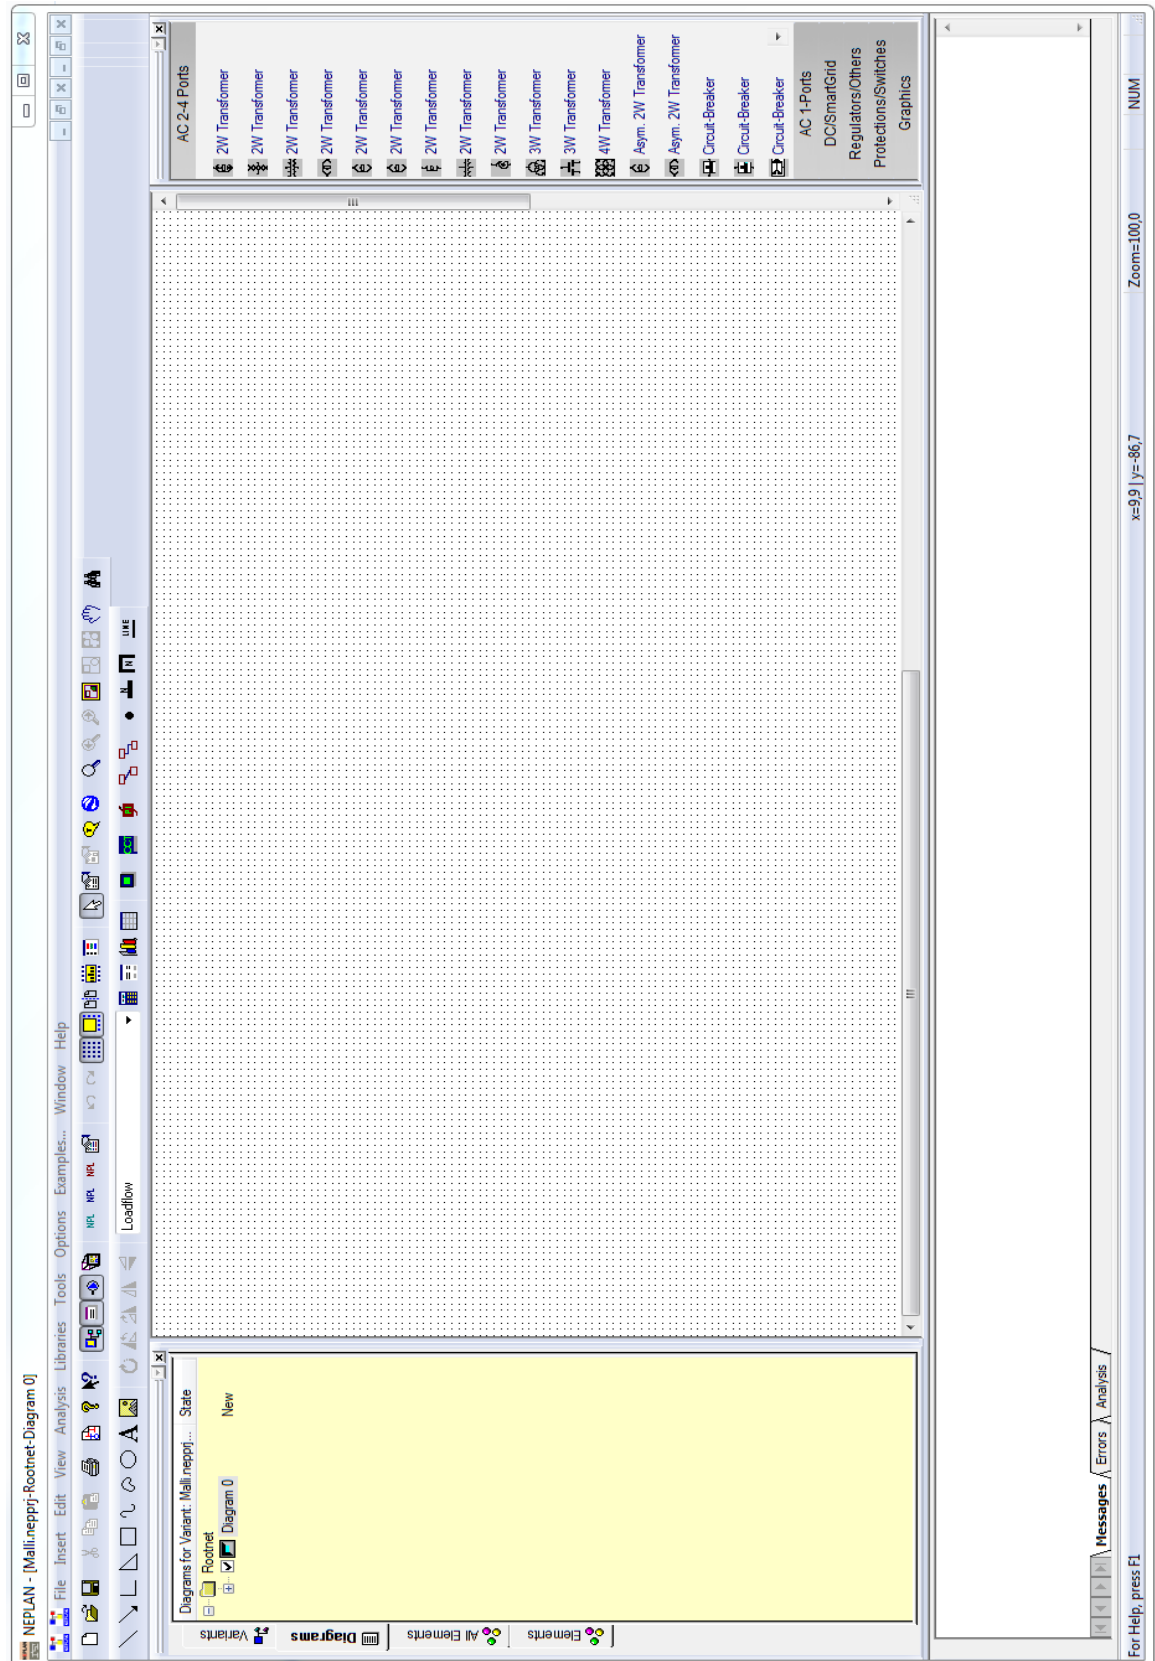 NEPLAN - [Malli.nepprj-Rootnet-Diagram 0]
File Insert Edit View Analysis Libraries Tools Options Examples... Window Help
NPL NPL NPL
Loadflow
N N LINE
Diagrams for Variant: Malli.nepprj... State
Rootnet
Diagram 0 New
Variants
Diagrams
All Elements
Elements
AC 2-4 Ports
2W Transformer
2W Transformer
2W Transformer
2W Transformer
2W Transformer
2W Transformer
2W Transformer
2W Transformer
2W Transformer
3W Transformer
3W Transformer
4W Transformer
Asym. 2W Transformer
Asym. 2W Transformer
Circuit-Breaker
Circuit-Breaker
Circuit-Breaker
AC 1-Ports
DC/SmartGrid
Regulators/Others
Protections/Switches
Graphics
Messages Errors Analysis
For Help, press F1 x=9,9 | y=-86,7 Zoom=100,0 NUM